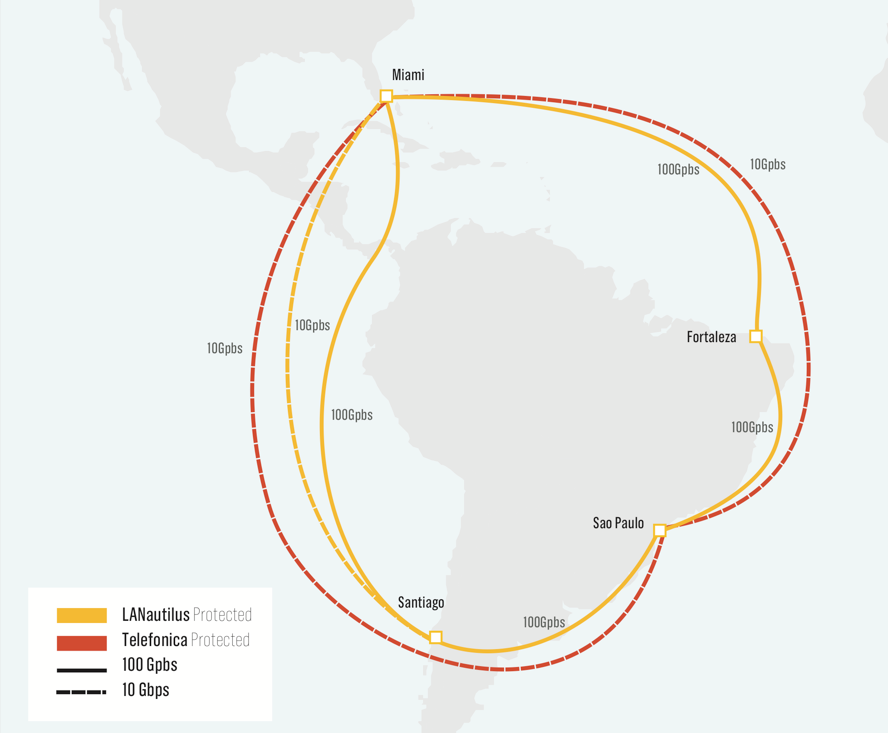 Miami
100Gpbs
10Gpbs
10Gpbs
Fortaleza
10Gpbs
100Gpbs
100Gpbs
Sao Paulo
Santiago
100Gpbs
LANautilus Protected
Telefonica Protected
100 Gpbs
10 Gbps